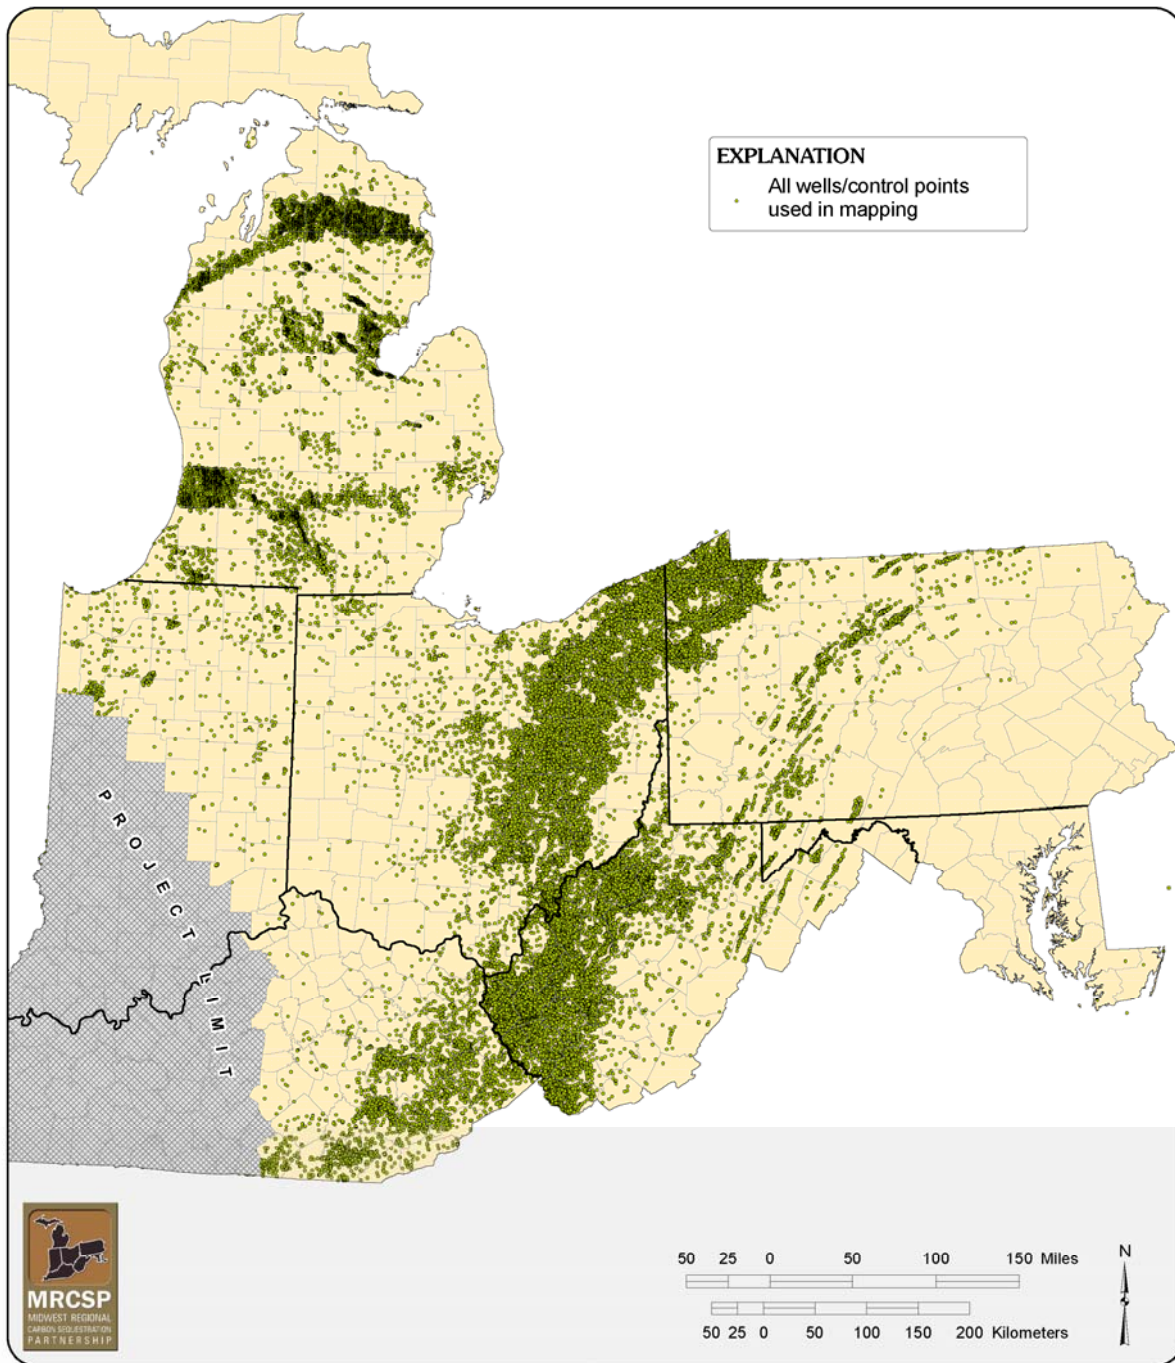 EXPLANATION
All wells/control points
used in mapping
PROJECT LIMIT
50 25 0 50 100 150 Miles
50 25 0 50 100 150 200 Kilometers
N
MRCSP
MIDWEST REGIONAL
CARBON SEQUESTRATION
PARTNERSHIP